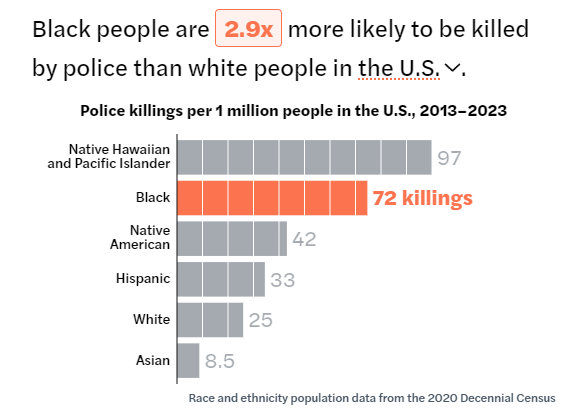 Black people are 2.9x more likely to be killed
by police than white people in the U.S.
Police killings per 1 million people in the U.S., 2013–2023
Native Hawaiian
and Pacific Islander
97
Black
72 killings
Native
American
42
Hispanic
33
White
25
Asian
8.5
Race and ethnicity population data from the 2020 Decennial Census